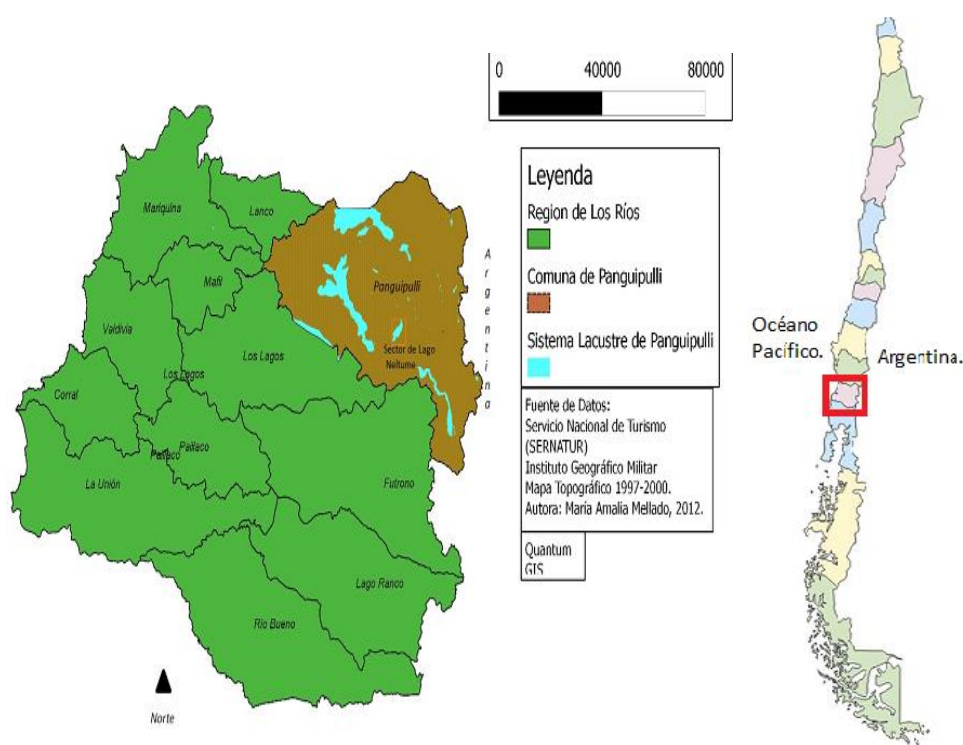 Mariquina
Lanco
Mafil
Panguipulli
Valdivia
Los Lagos
Los Lagos
Sector de Lago
Neltume
Corral
Paillaco
Paillaco
La Unión
Futrono
Lago Ranco
Río Bueno
Argentina
Norte
0 40000 80000
Leyenda
Region de Los Ríos
Comuna de Panguipulli
Sistema Lacustre de Panguipulli
Fuente de Datos:
Servicio Nacional de Turismo
(SERNATUR)
Instituto Geográfico Militar
Mapa Topográfico 1997-2000.
Autora: María Amalia Mellado, 2012.
Quantum
GIS
Océano
Pacífico.
Argentina.